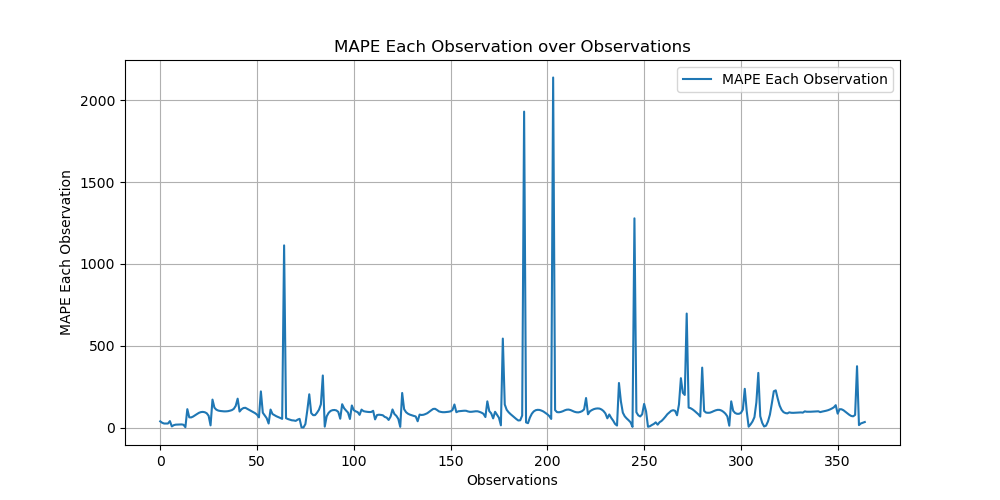 MAPE Each Observation over Observations
MAPE Each Observation
2000
1500
1000
500
0
MAPE Each Observation
0 50 100 150 200 250 300 350
Observations